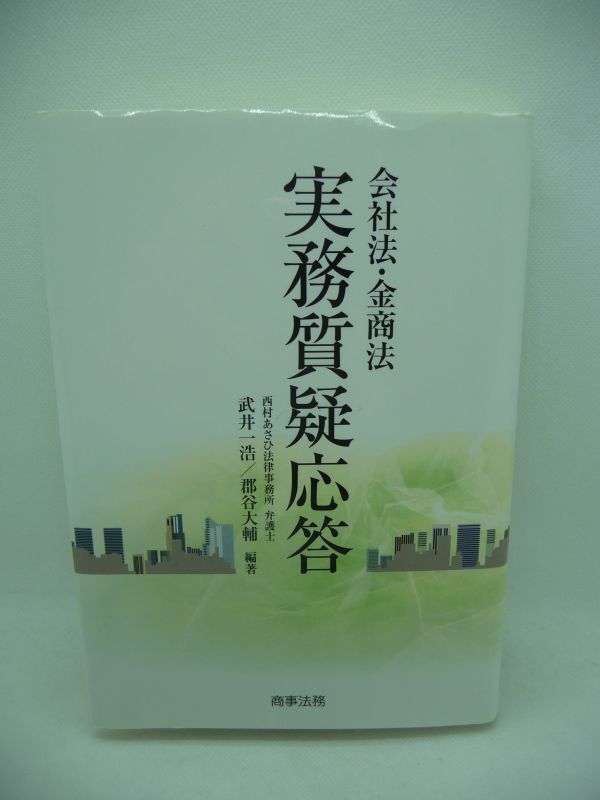 会社法・金商法
実務質疑応答
西村あさひ法律事務所 弁護士
武井一浩／郡谷大輔 編著
商事法務